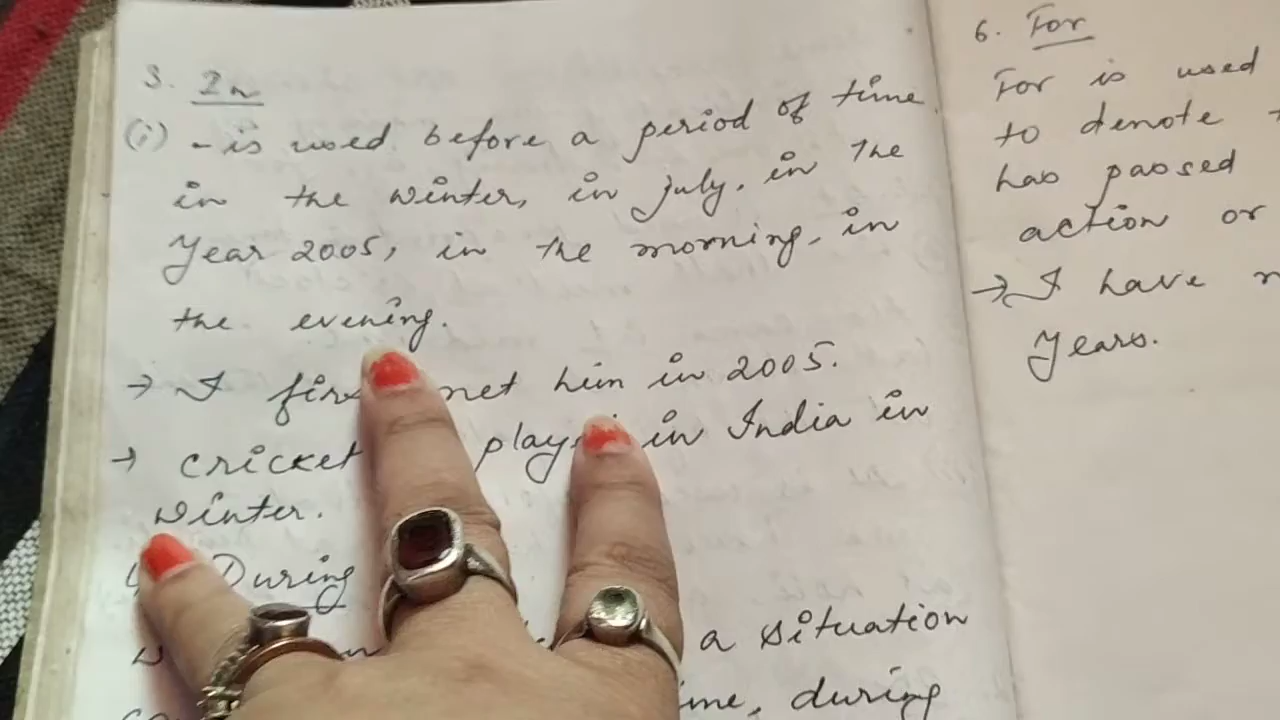 3. In
(i) - is used before a period of time
in the winter, in july, in the
Year 2005, in the morning, in
the evening.
→ I met him in 2005.
→ cricket in India in
winter.
During
a situation
during
6. For
For is used
to denote
has passed
action or
→ I have
Years.